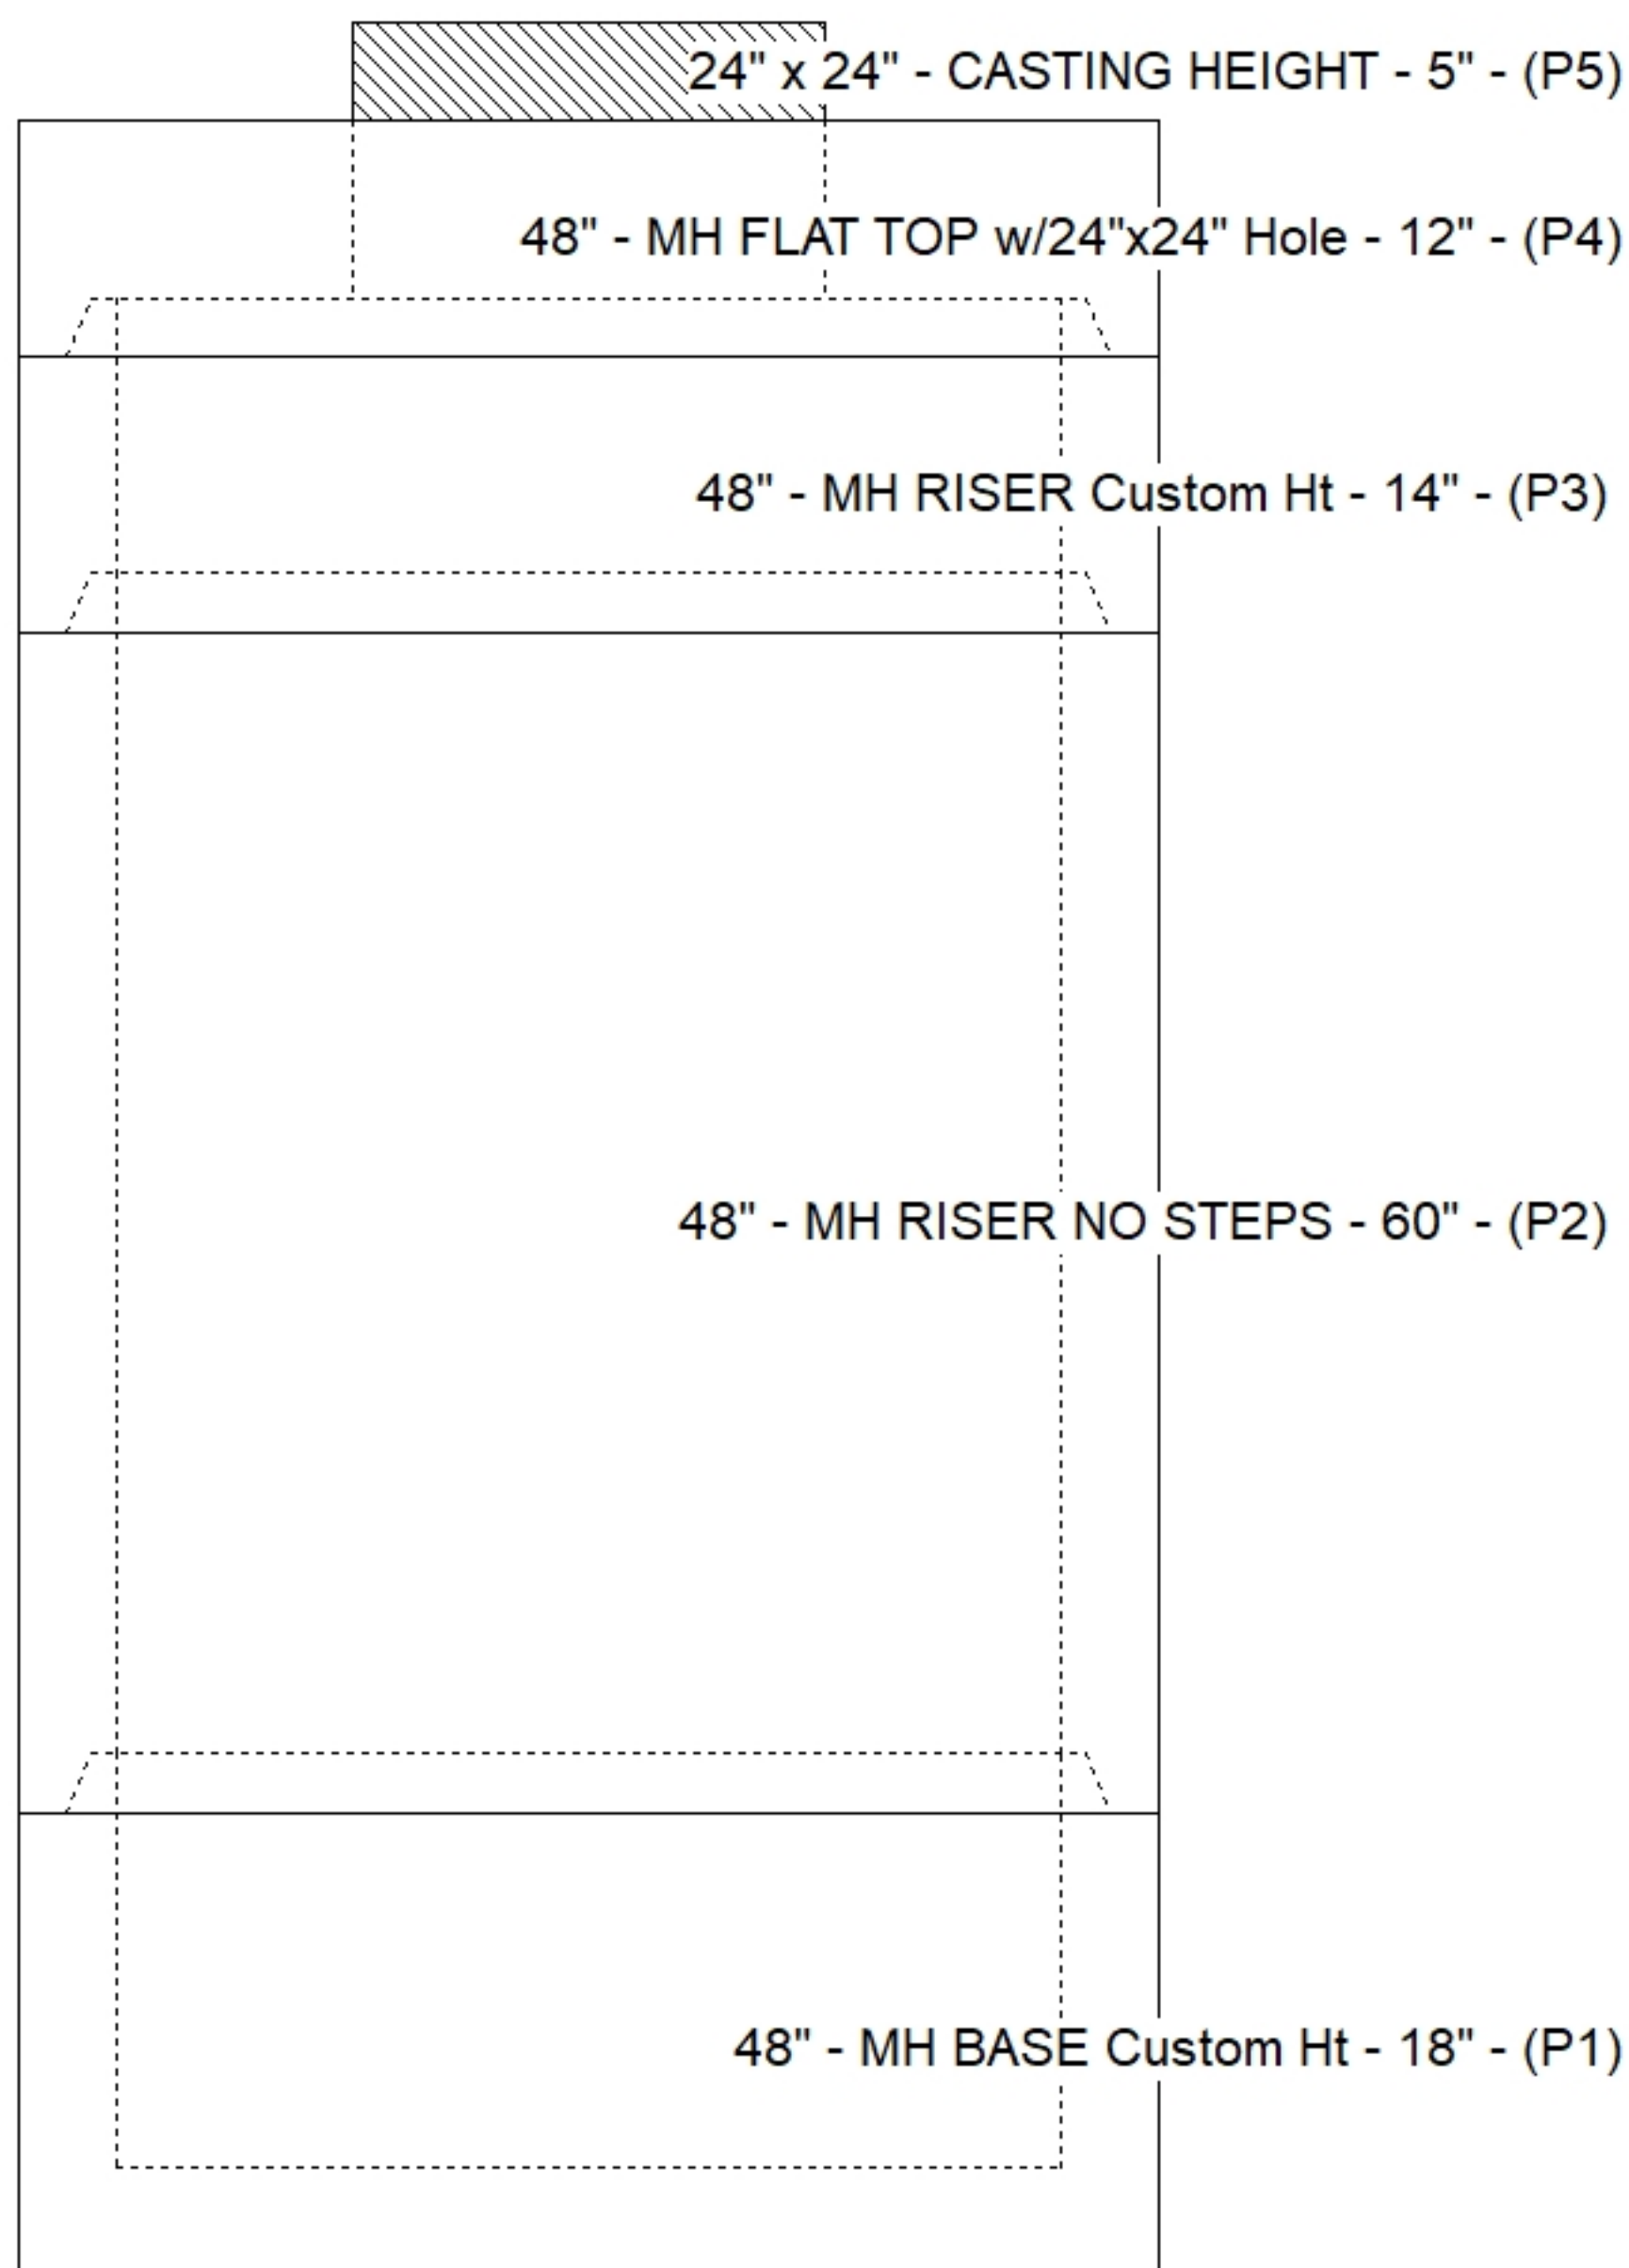 24" x 24" - CASTING HEIGHT - 5" - (P5)
48" - MH FLAT TOP w/24"x24" Hole - 12" - (P4)
48" - MH RISER Custom Ht - 14" - (P3)
48" - MH RISER NO STEPS - 60" - (P2)
48" - MH BASE Custom Ht - 18" - (P1)